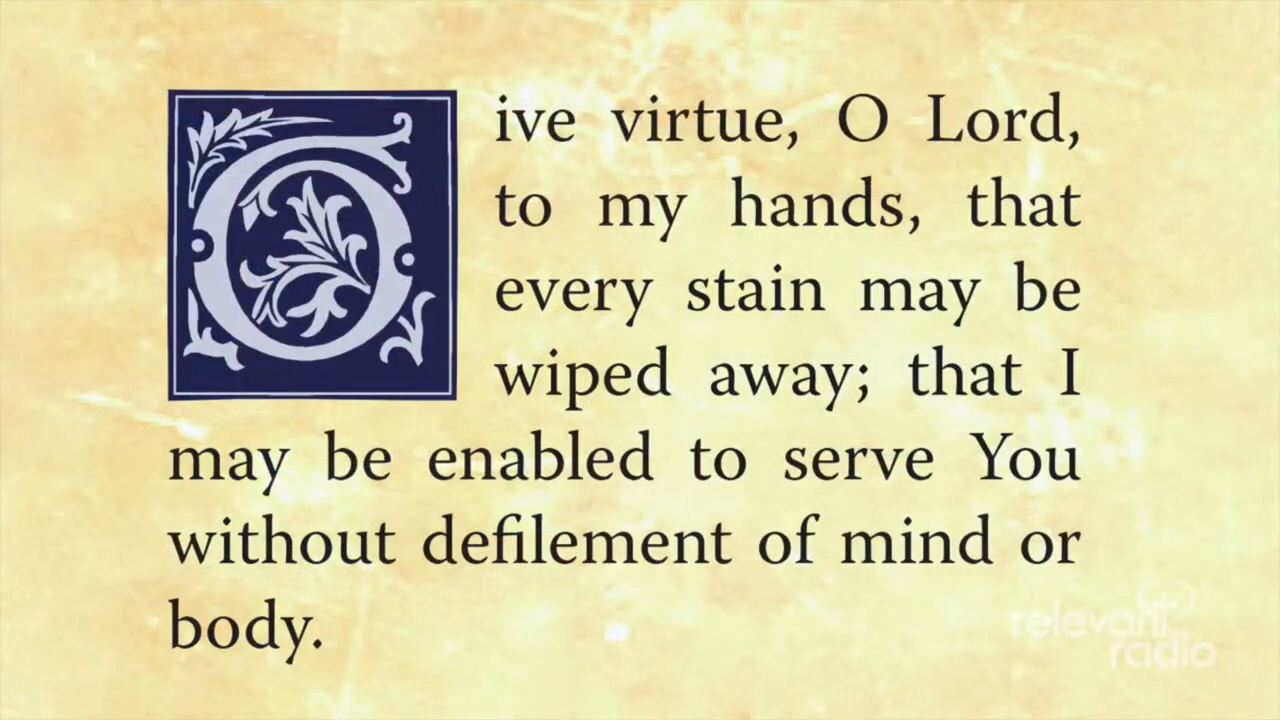 Give virtue, O Lord,
to my hands, that
every stain may be
wiped away; that I
may be enabled to serve You
without defilement of mind or
body.
relevant
radio